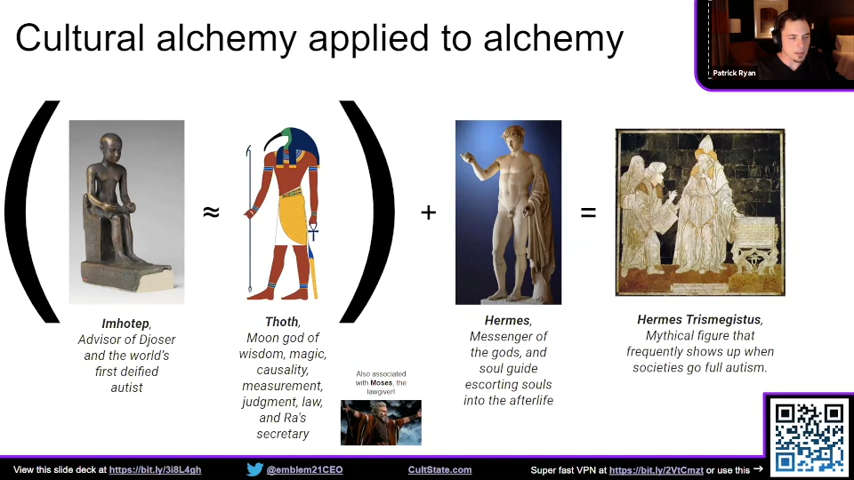 Cultural alchemy applied to alchemy
Patrick Ryan
≈
+
=
Imhotep,
Advisor of Djoser
and the world's
first deified
autist
Thoth,
Moon god of
wisdom, magic,
causality,
measurement,
judgment, law,
and Ra's
secretary
Also associated
with Moses, the
lawgiver!
Hermes,
Messenger of
the gods, and
soul guide
escorting souls
into the afterlife
Hermes Trismegistus,
Mythical figure that
frequently shows up when
societies go full autism.
View this slide deck at https://bit.ly/3i8L4gh
@emblem21CEO
CultState.com
Super fast VPN at https://bit.ly/2VtCmzt or use this →